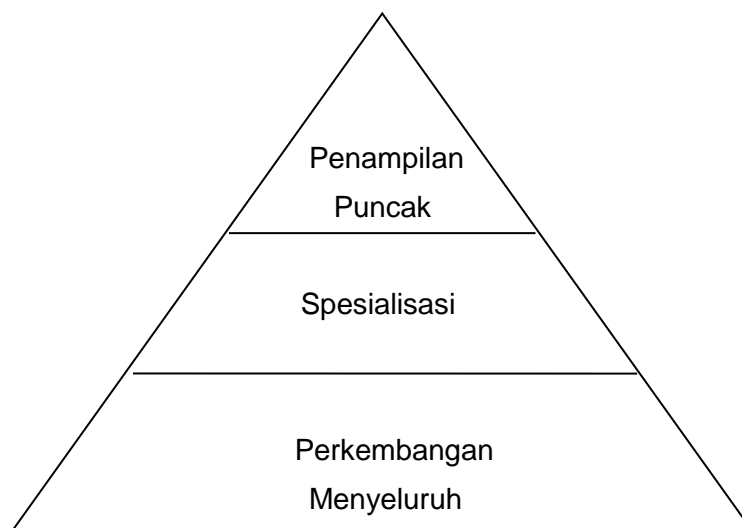 Penampilan
Puncak
Spesialisasi
Perkembangan
Menyeluruh